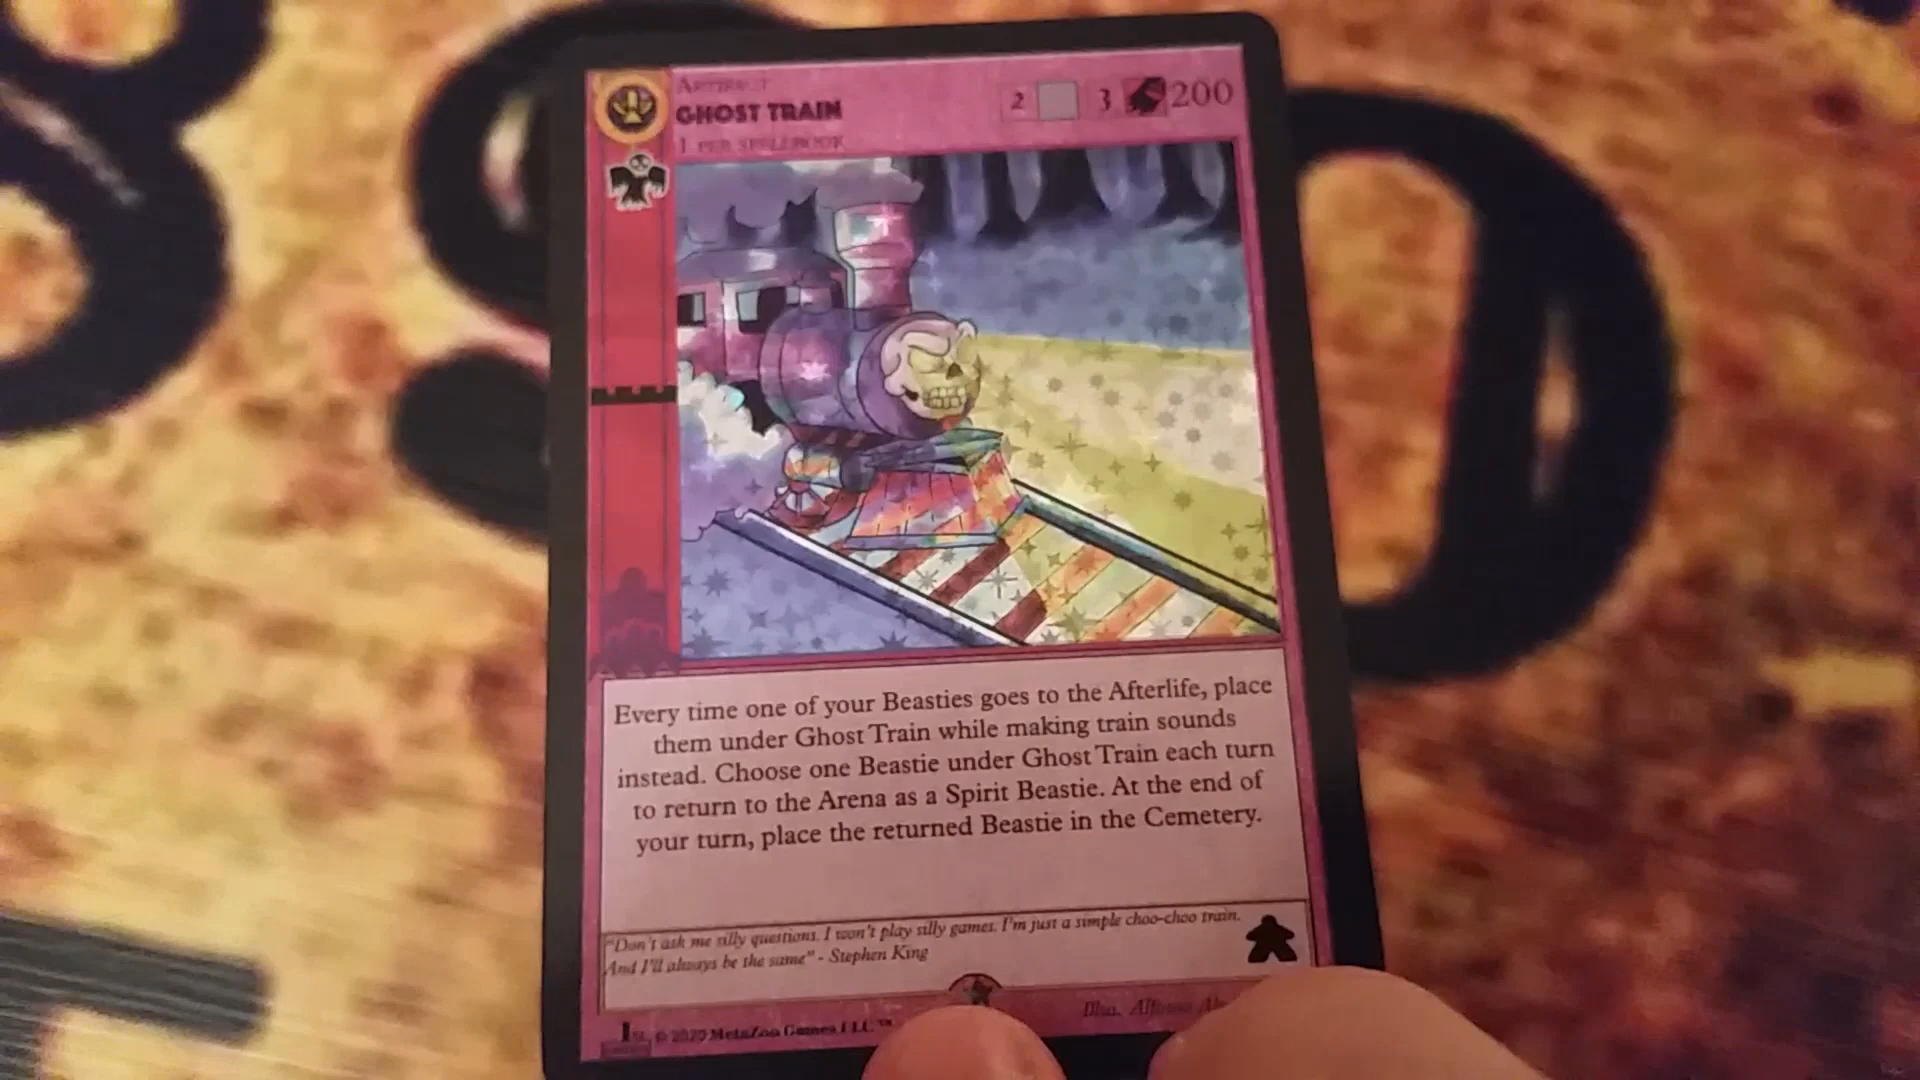 ARTIFACT
GHOST TRAIN
2 3 200
1 PER SPELLBOOK
Every time one of your Beasties goes to the Afterlife, place
them under Ghost Train while making train sounds
instead. Choose one Beastie under Ghost Train each turn
to return to the Arena as a Spirit Beastie. At the end of
your turn, place the returned Beastie in the Cemetery.
"Don't ask me silly questions. I won't play silly games. I'm just a simple choo-choo train.
And I'll always be the same" - Stephen King
Illus. Alfonso
1st © 2020 MetaZoo Games LLC™